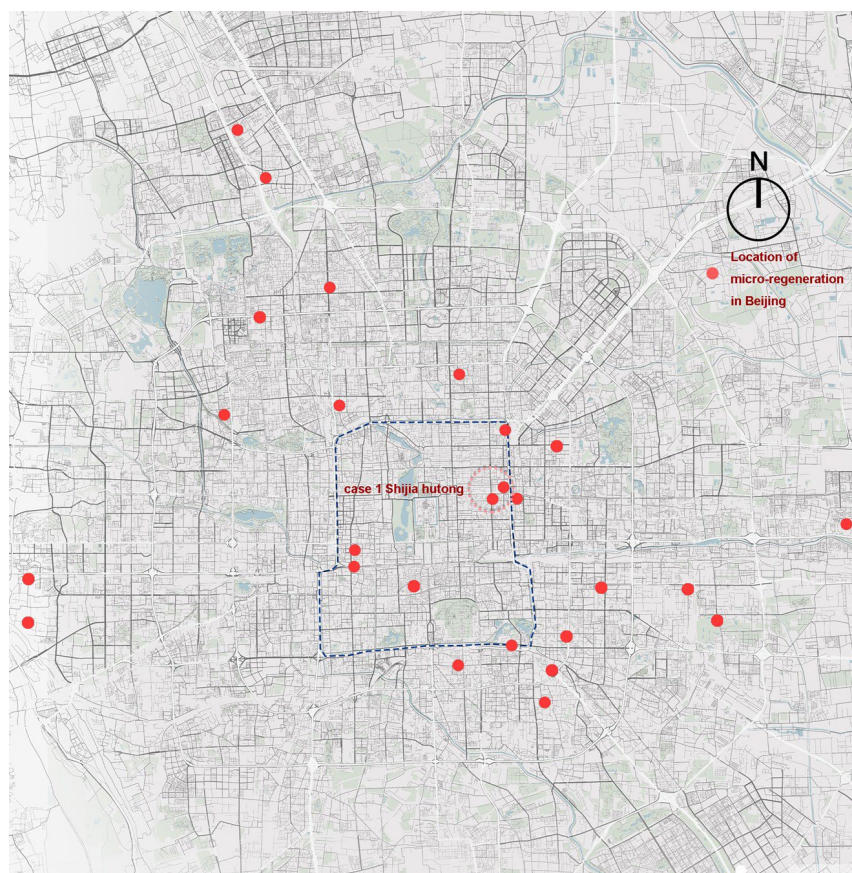 N
Location of
micro-regeneration
in Beijing
case 1 Shijia hutong